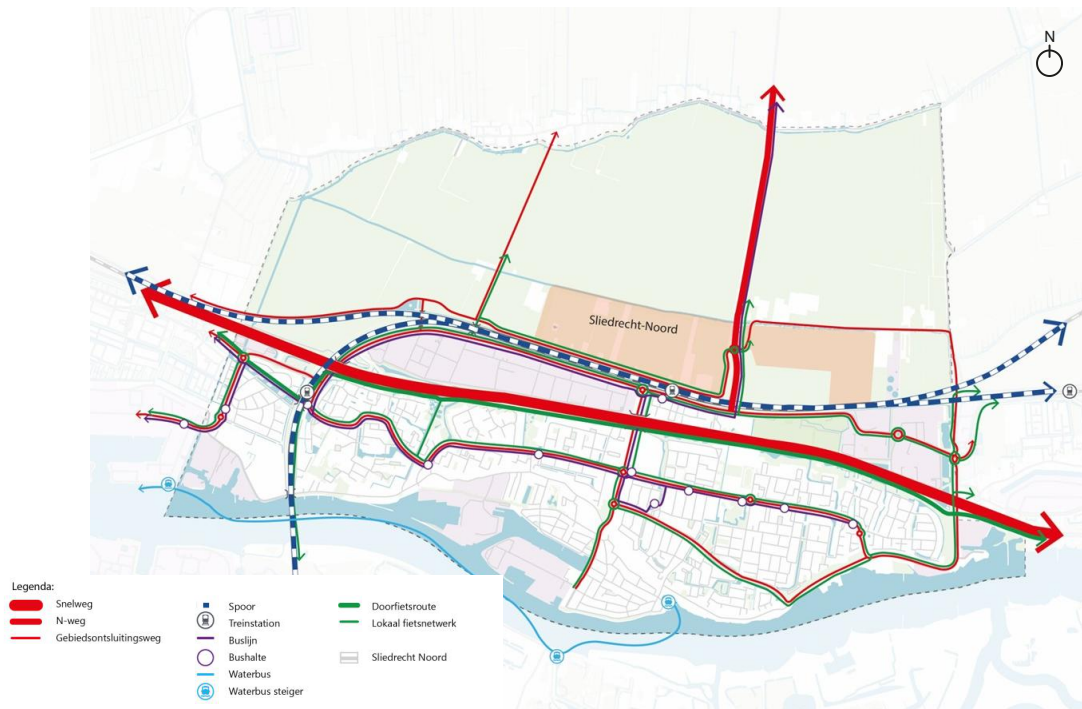 N
Sliedrecht-Noord
Legenda:
Snelweg
N-weg
Gebiedsontsluitingsweg
Spoor
Treinstation
Buslijn
Bushalte
Waterbus
Waterbus steiger
Doorfietsroute
Lokaal fietsnetwerk
Sliedrecht Noord